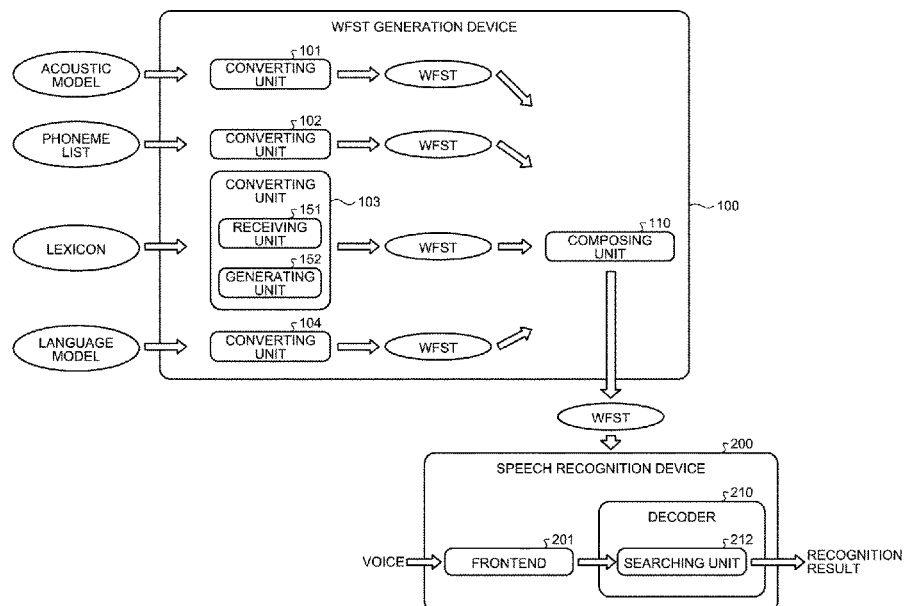 WFST GENERATION DEVICE
101
ACOUSTIC
MODEL
CONVERTING
UNIT
WFST
102
PHONEME
LIST
CONVERTING
UNIT
WFST
CONVERTING
UNIT
103
151
RECEIVING
UNIT
LEXICON
WFST
110
COMPOSING
UNIT
100
152
GENERATING
UNIT
104
LANGUAGE
MODEL
CONVERTING
UNIT
WFST
WFST
200
SPEECH RECOGNITION DEVICE
210
DECODER
201
212
VOICE
FRONTEND
SEARCHING UNIT
RECOGNITION
RESULT